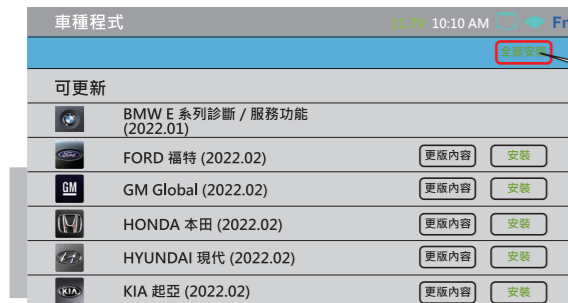 車種程式 10:10 AM Fr
全部安裝
可更新
BMW E 系列診斷 / 服務功能
(2022.01)
FORD 福特 (2022.02) 更版內容 安裝
GM GM Global (2022.02) 更版內容 安裝
HONDA 本田 (2022.02) 更版內容 安裝
HYUNDAI 現代 (2022.02) 更版內容 安裝
KIA KIA 起亞 (2022.02) 更版內容 安裝